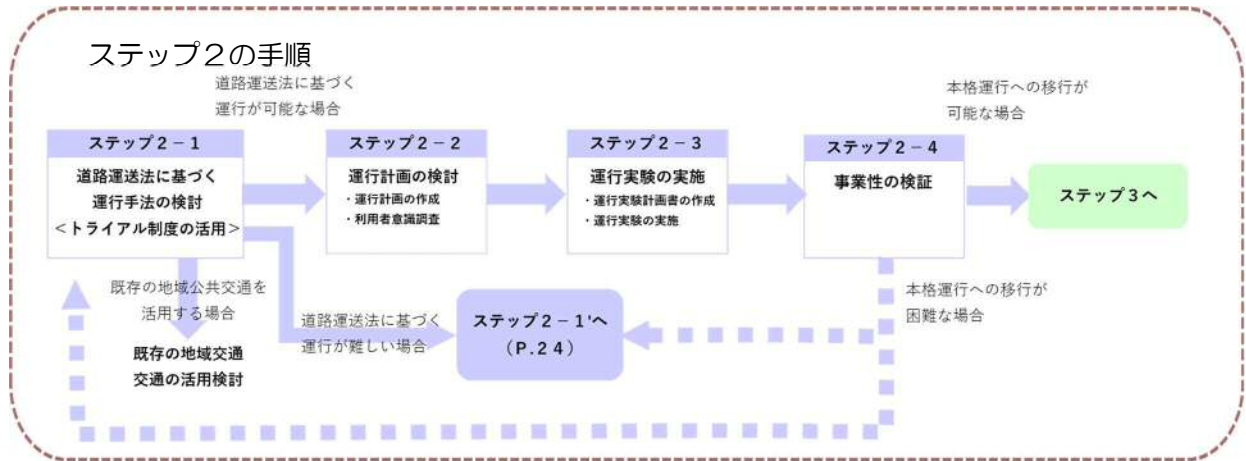 ステップ2の手順
道路運送法に基づく
運行が可能な場合
本格運行への移行が
可能な場合
ステップ2-1
道路運送法に基づく
運行手法の検討
<トライアル制度の活用>
ステップ2-2
運行計画の検討
・運行計画の作成
・利用者意識調査
ステップ2-3
運行実験の実施
・運行実験計画書の作成
・運行実験の実施
ステップ2-4
事業性の検証
ステップ3へ
既存の地域公共交通を
活用する場合
既存の地域交通
交通の活用検討
道路運送法に基づく
運行が難しい場合
ステップ2-1'へ
(P.24)
本格運行への移行が
困難な場合